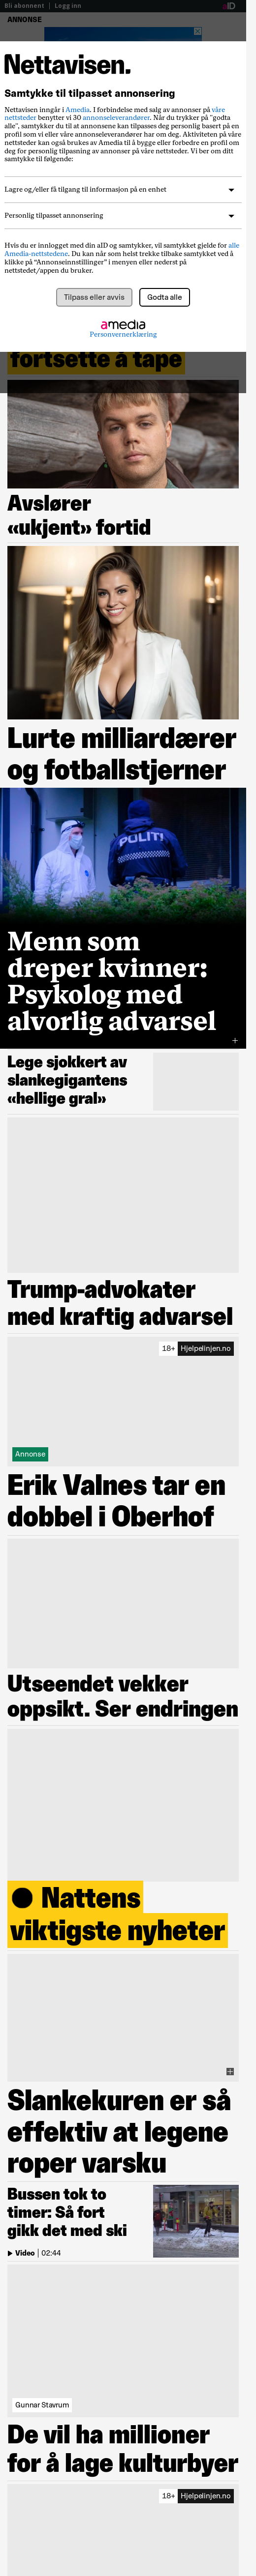 Bli abonnent | Logg inn
aID
ANNONSE
Nettavisen.
Samtykke til tilpasset annonsering
Nettavisen inngår i Amedia. I forbindelse med salg av annonser på våre
nettsteder benytter vi 30 annonseleverandører. Når du trykker på "godta
alle", samtykker du til at annonsene kan tilpasses deg personlig basert på en
profil som vi eller våre annonseleverandører har om deg. Aktiviteten på våre
nettsteder kan også brukes av Amedia til å bygge eller forbedre en profil om
deg for personlig tilpasning av annonser på våre nettsteder. Vi ber om ditt
samtykke til følgende:
Lagre og/eller få tilgang til informasjon på en enhet
Personlig tilpasset annonsering
Hvis du er innlogget med din aID og samtykker, vil samtykket gjelde for alle
Amedia-nettstedene. Du kan når som helst trekke tilbake samtykket ved å
klikke på “Annonseinnstillinger” i menyen eller nederst på
nettstedet/appen du bruker.
Tilpass eller avvis
Godta alle
amedia
Personvernerklæring
fortsette å tape
Avslører
«ukjent» fortid
Lurte milliardærer
og fotballstjerner
POLITI
Menn som
dreper kvinner:
Psykolog med
alvorlig advarsel
Lege sjokkert av
slankegigantens
«hellige gral»
Trump-advokater
med kraftig advarsel
18+ Hjelpelinjen.no
Annonse
Erik Valnes tar en
dobbel i Oberhof
Utseendet vekker
oppsikt. Ser endringen
● Nattens
viktigste nyheter
Slankekuren er så
effektiv at legene
roper varsku
Bussen tok to
timer: Så fort
gikk det med ski
Video | 02:44
Gunnar Stavrum
De vil ha millioner
for å lage kulturbyer
18+ Hjelpelinjen.no